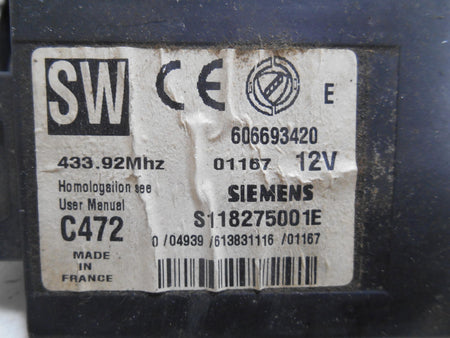 SW CE E
606693420
433.92Mhz 01167 12V
Homologation see
User Manual
SIEMENS
C472 S118275001E
0 /04939 /613831116 /01167
MADE
IN
FRANCE